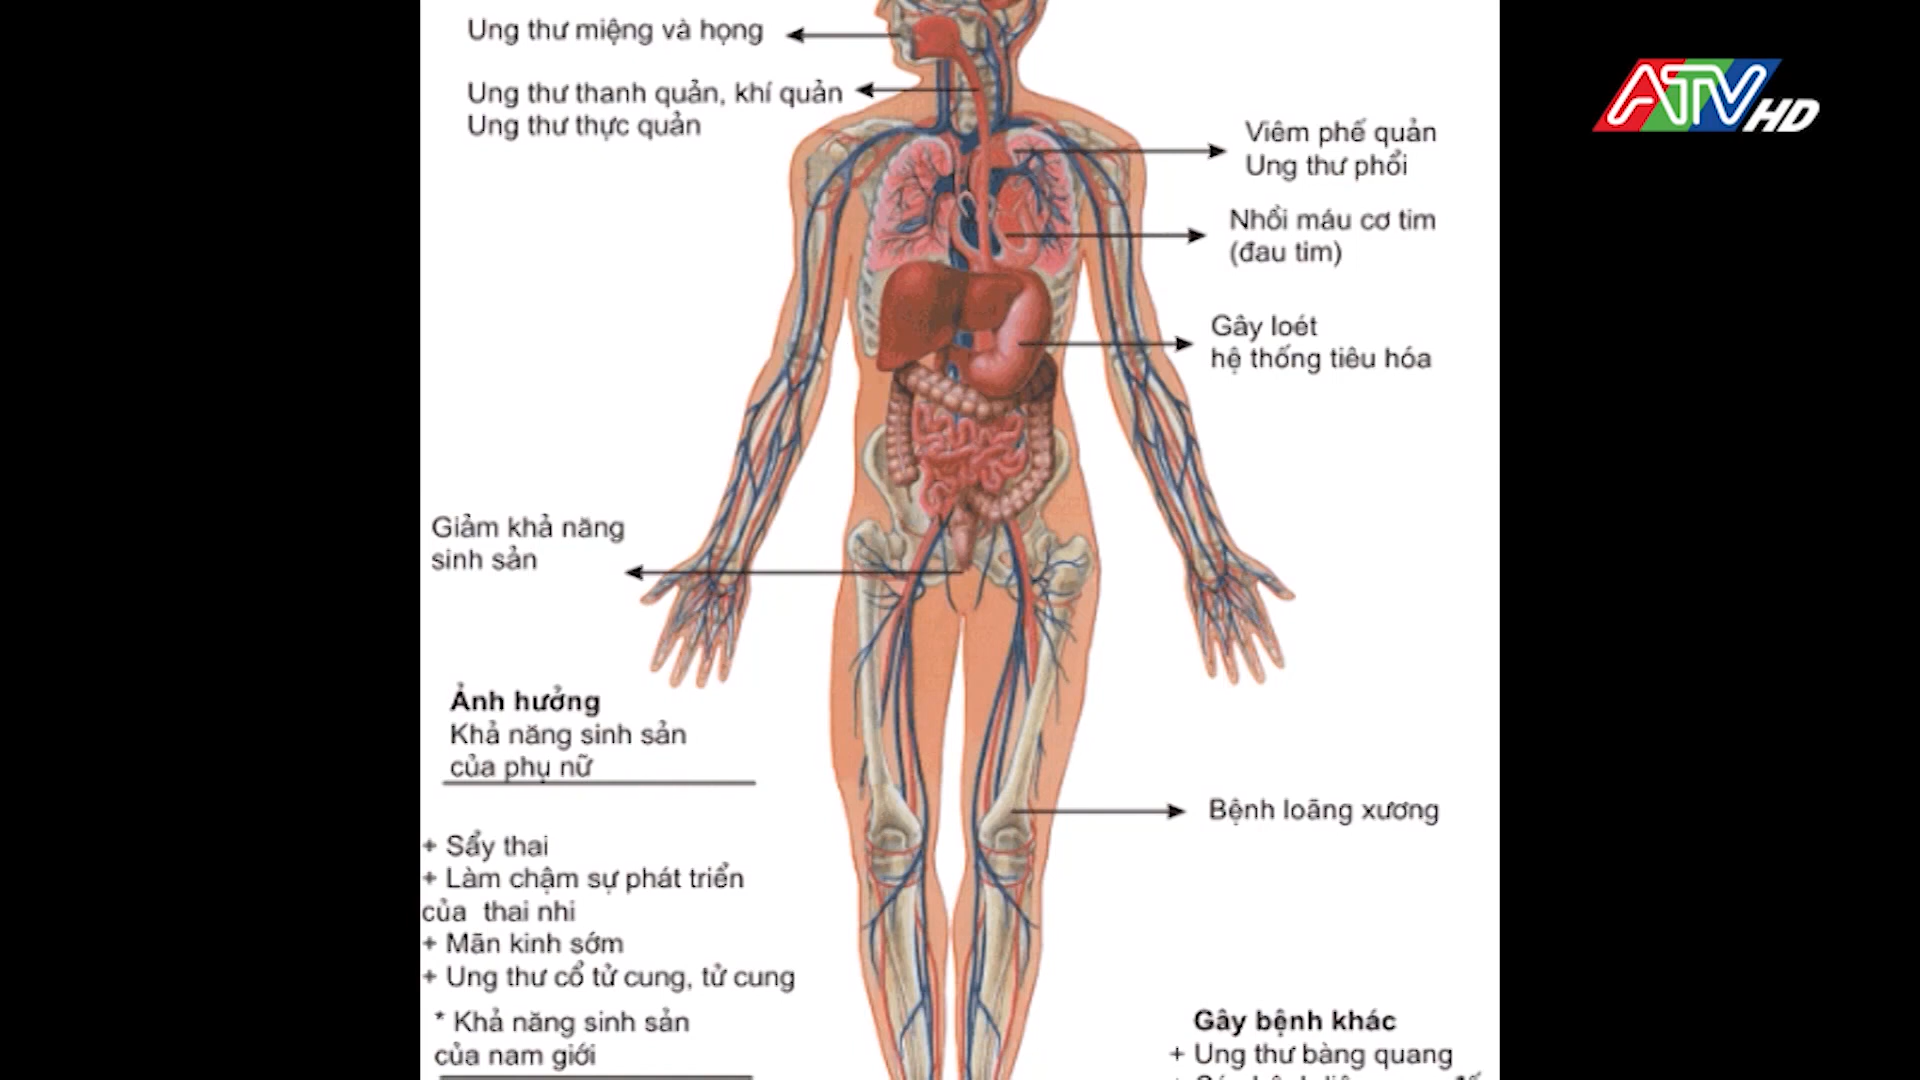 Ung thư miệng và họng
Ung thư thanh quản, khí quản
Ung thư thực quản
ATV HD
Viêm phế quản
Ung thư phổi
Nhồi máu cơ tim
(đau tim)
Gây loét
hệ thống tiêu hóa
Giảm khả năng
sinh sản
Ảnh hưởng
Khả năng sinh sản
của phụ nữ
Bệnh loãng xương
+ Sẩy thai
+ Làm chậm sự phát triển
của thai nhi
+ Mãn kinh sớm
+ Ung thư cổ tử cung, tử cung
* Khả năng sinh sản
của nam giới
Gây bệnh khác
+ Ung thư bàng quang